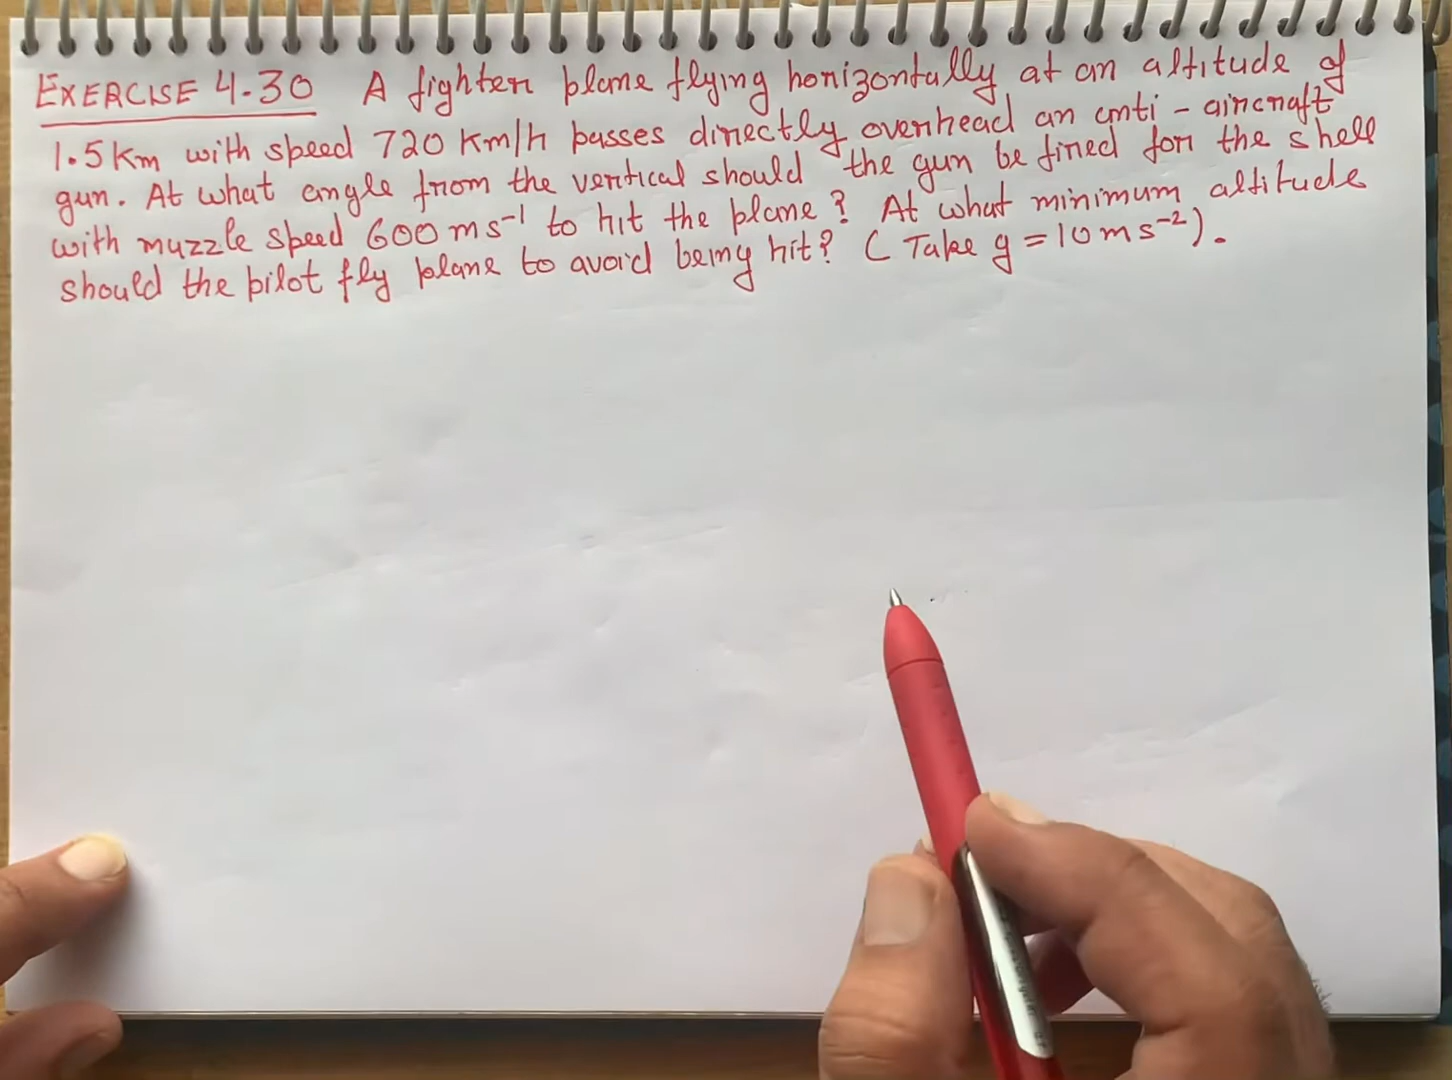 EXERCISE 4.30 A fighter plane flying horizontally at an altitude of
1.5 km with speed 720 km/h passes directly overhead an anti-aircraft
gun. At what angle from the vertical should the gun be fired for the shell
with muzzle speed 600 ms⁻¹ to hit the plane? At what minimum altitude
should the pilot fly plane to avoid being hit? (Take g = 10 ms⁻²).